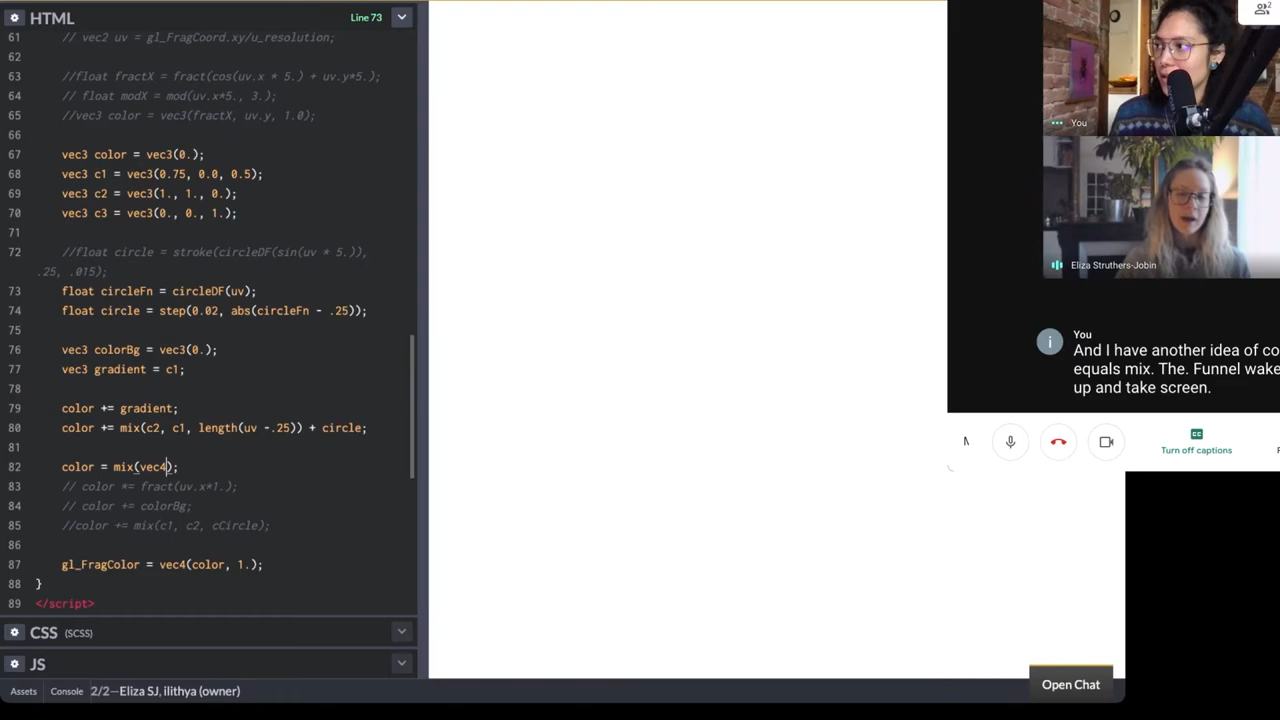 HTML
Line 73
61 // vec2 uv = gl_FragCoord.xy/u_resolution;
62
63 //float fractX = fract(cos(uv.x * 5.) + uv.y*5.);
64 // float modX = mod(uv.x*5., 3.);
65 //vec3 color = vec3(fractX, uv.y, 1.0);
66
67 vec3 color = vec3(0.);
68 vec3 c1 = vec3(0.75, 0.0, 0.5);
69 vec3 c2 = vec3(1., 1., 0.);
70 vec3 c3 = vec3(0., 0., 1.);
71
72 //float circle = stroke(circleDF(sin(uv * 5.)),
.25, .015);
73 float circleFn = circleDF(uv);
74 float circle = step(0.02, abs(circleFn - .25));
75
76 vec3 colorBg = vec3(0.);
77 vec3 gradient = c1;
78
79 color += gradient;
80 color += mix(c2, c1, length(uv -.25)) + circle;
81
82 color = mix(vec4);
83 // color *= fract(uv.x*1.);
84 // color += colorBg;
85 //color += mix(c1, c2, cCircle);
86
87 gl_FragColor = vec4(color, 1.);
88 }
89 </script>
CSS (SCSS)
JS
Assets Console 2/2—Eliza SJ, ilithya (owner)
2
You
Eliza Struthers-Jobin
You
And I have another idea of co
equals mix. The. Funnel wake
up and take screen.
M
Turn off captions
Open Chat